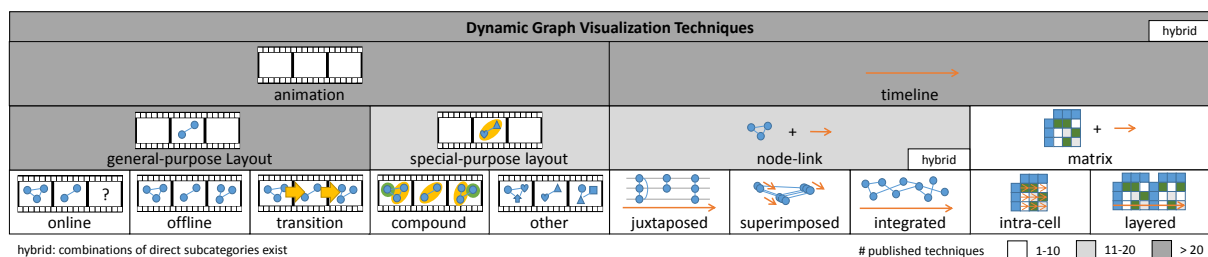 Dynamic Graph Visualization Techniques
hybrid
animation
timeline
general-purpose Layout
special-purpose layout
+
node-link
hybrid
+
matrix
?
online
offline
transition
compound
other
juxtaposed
superimposed
integrated
intra-cell
layered
hybrid: combinations of direct subcategories exist
# published techniques 1-10 11-20 > 20